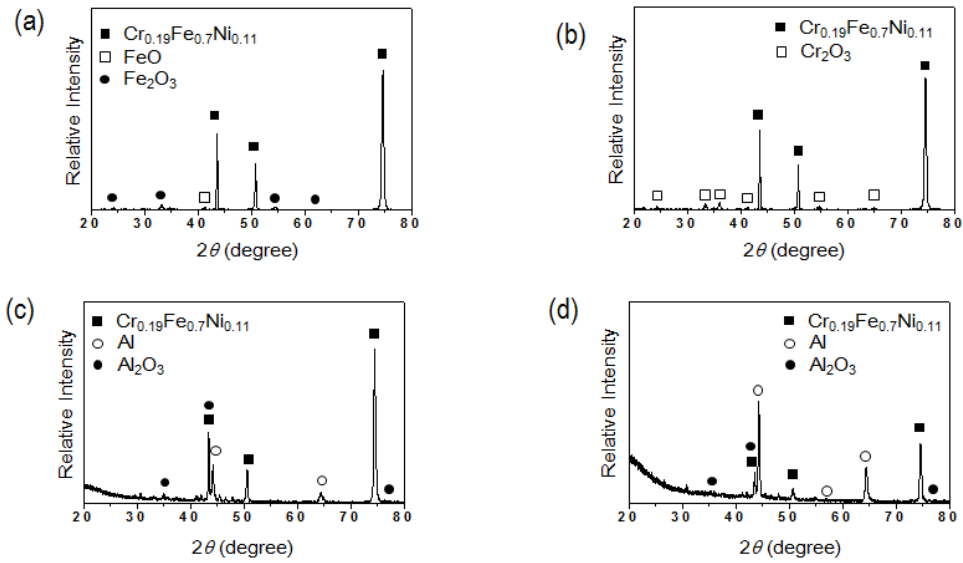 (a)
Relative Intensity
■ Cr0.19Fe0.7Ni0.11
□ FeO
● Fe2O3
20 30 40 50 60 70 80
2θ (degree)
(b)
Relative Intensity
■ Cr0.19Fe0.7Ni0.11
□ Cr2O3
20 30 40 50 60 70 80
2θ (degree)
(c)
Relative Intensity
■ Cr0.19Fe0.7Ni0.11
○ Al
● Al2O3
20 30 40 50 60 70 80
2θ (degree)
(d)
Relative Intensity
■ Cr0.19Fe0.7Ni0.11
○ Al
● Al2O3
20 30 40 50 60 70 80
2θ (degree)